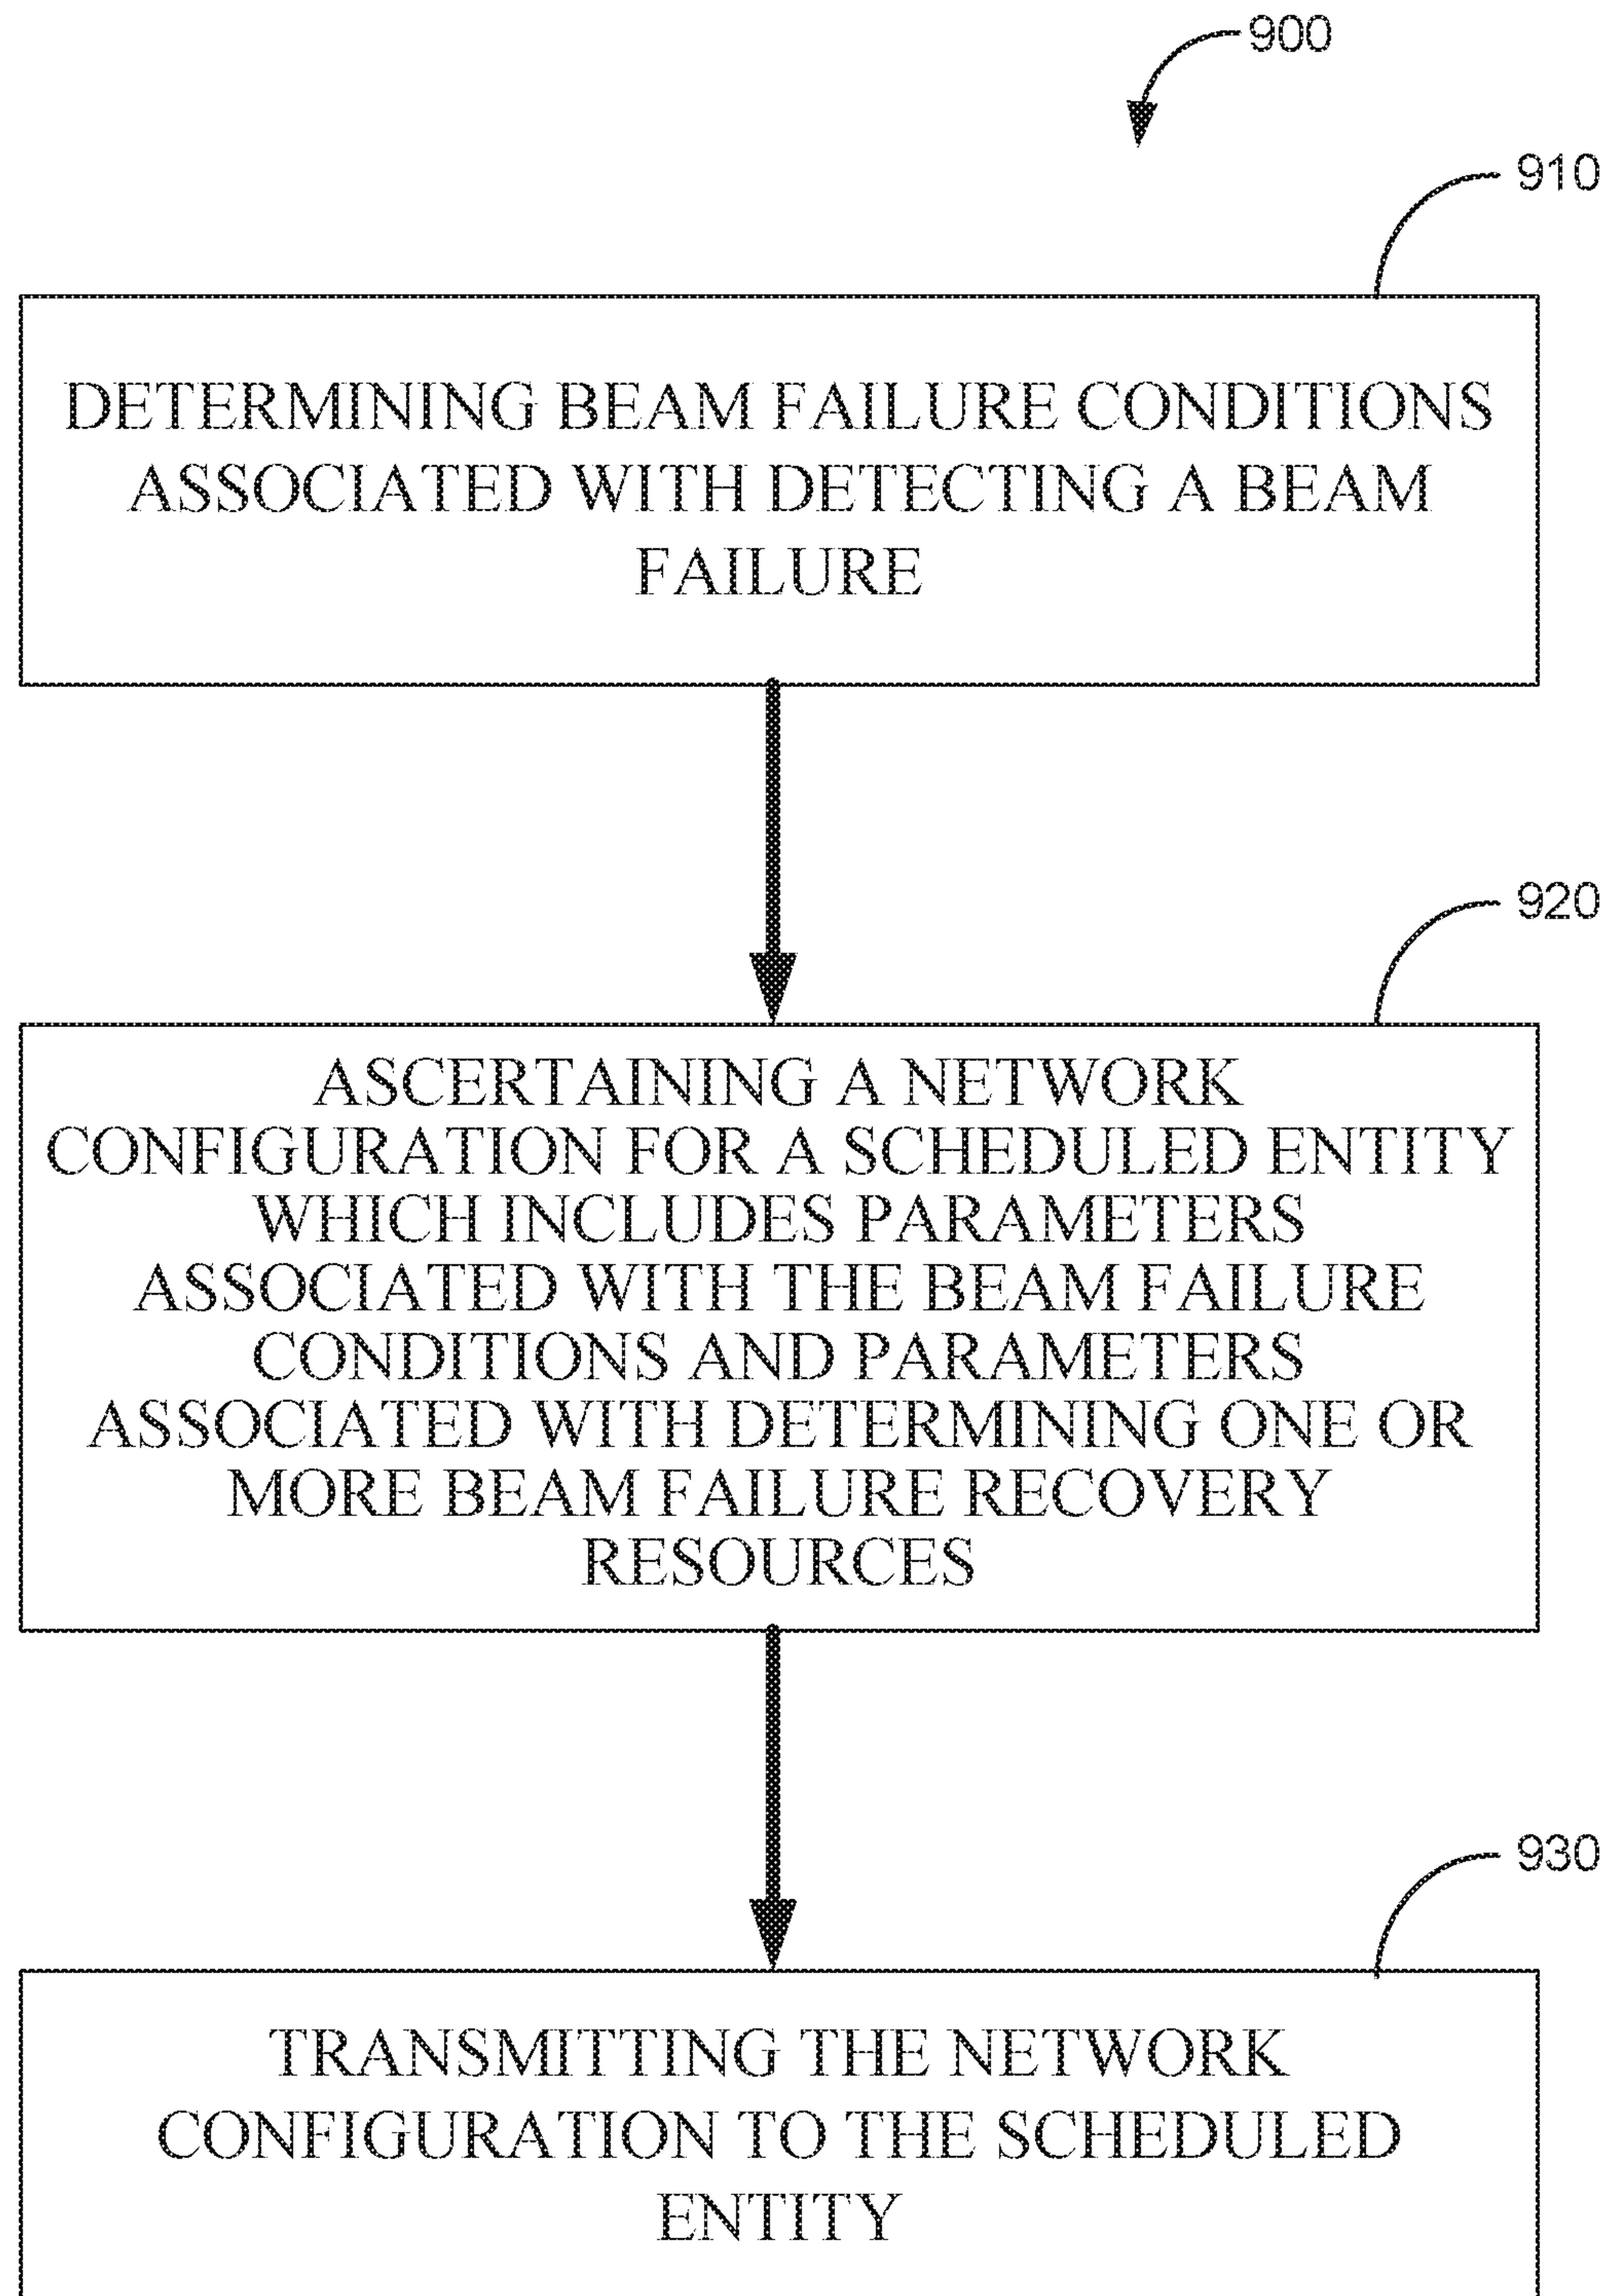 900
910
DETERMINING BEAM FAILURE CONDITIONS
ASSOCIATED WITH DETECTING A BEAM
FAILURE
920
ASCERTAINING A NETWORK
CONFIGURATION FOR A SCHEDULED ENTITY
WHICH INCLUDES PARAMETERS
ASSOCIATED WITH THE BEAM FAILURE
CONDITIONS AND PARAMETERS
ASSOCIATED WITH DETERMINING ONE OR
MORE BEAM FAILURE RECOVERY
RESOURCES
930
TRANSMITTING THE NETWORK
CONFIGURATION TO THE SCHEDULED
ENTITY